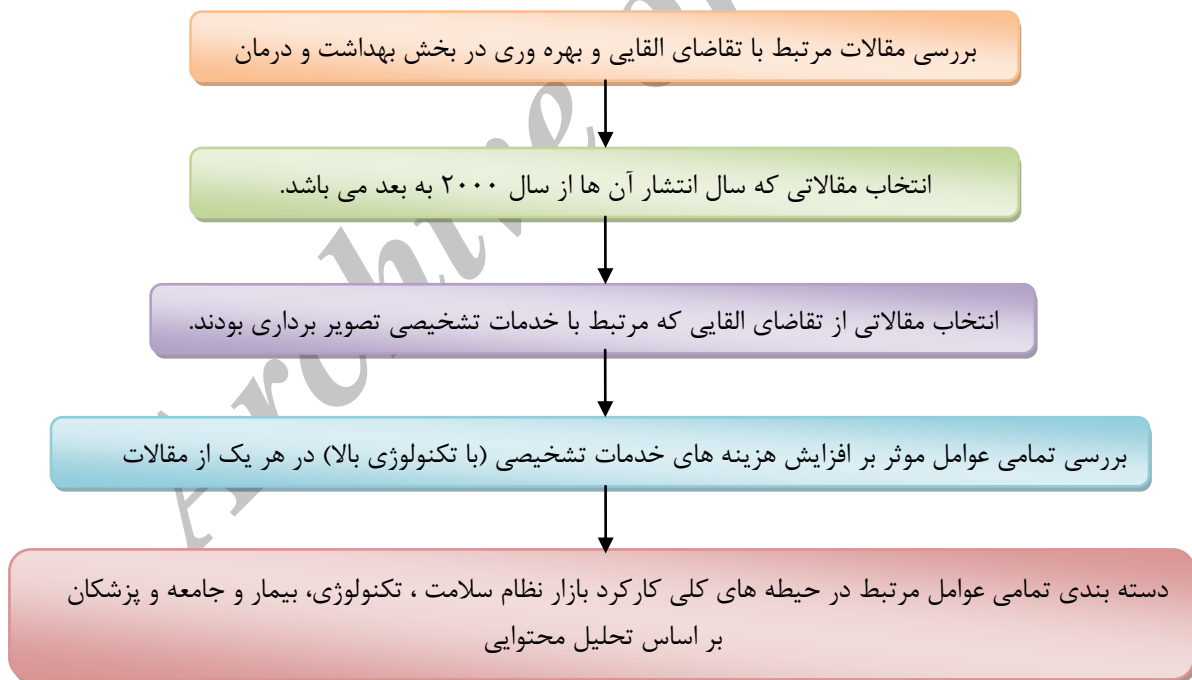 بررسی مقالات مرتبط با تقاضای القایی و بهره وری در بخش بهداشت و درمان
انتخاب مقالاتی که سال انتشار آن ها از سال ۲۰۰۰ به بعد می باشد.
انتخاب مقالاتی از تقاضای القایی که مرتبط با خدمات تشخیصی تصویر برداری بودند.
بررسی تمامی عوامل موثر بر افزایش هزینه های خدمات تشخیصی (با تکنولوژی بالا) در هر یک از مقالات
دسته بندی تمامی عوامل مرتبط در حیطه های کلی کارکرد بازار نظام سلامت ، تکنولوژی، بیمار و جامعه و پزشکان
بر اساس تحلیل محتوایی
Archive